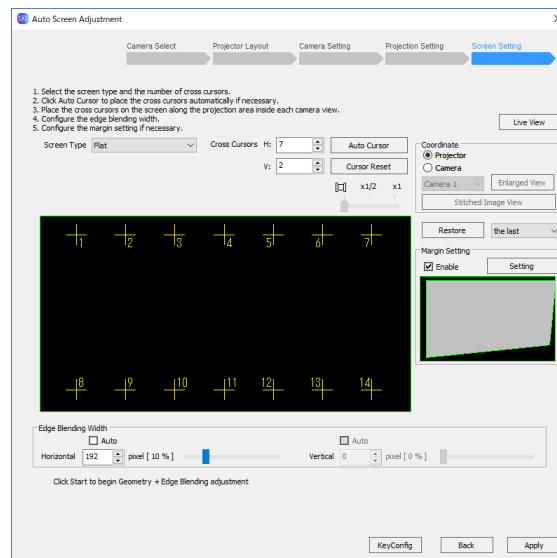 Auto Screen Adjustment
Camera Select Projector Layout Camera Setting Projection Setting Screen Setting
1. Select the screen type and the number of cross cursors.
2. Click Auto Cursor to place the cross cursors automatically if necessary.
3. Place the cross cursors on the screen along the projection area inside each camera view.
4. Configure the edge blending width.
5. Configure the margin setting if necessary.
Live View
Screen Type Flat Cross Cursors H: 7 Auto Cursor
V: 2 Cursor Reset
x1/2 x1
Coordinate
Projector
Camera
Camera 1 Enlarged View
Stitched Image View
Restore the last
Margin Setting
Enable Setting
1 2 3 4 5 6 7
8 9 10 11 12 13 14
Edge Blending Width
Auto Auto
Horizontal 192 pixel [ 10 % ] Vertical 0 pixel [ 0 % ]
Click Start to begin Geometry + Edge Blending adjustment
KeyConfig Back Apply